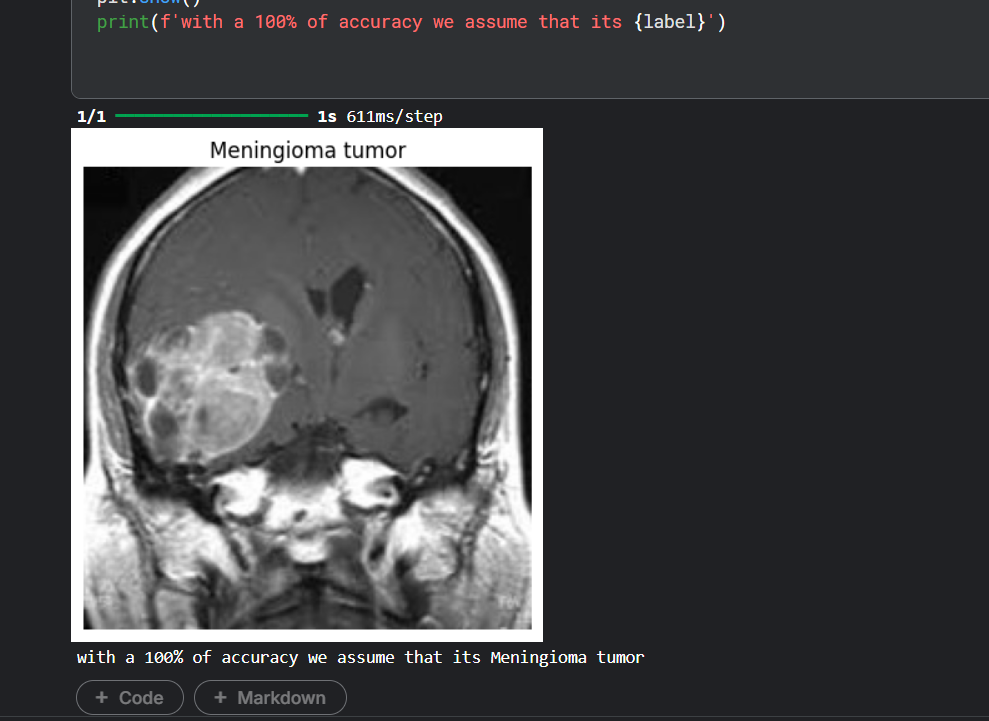 plt.show()
print(f'with a 100% of accuracy we assume that its {label}')
1/1 1s 611ms/step
Meningioma tumor
with a 100% of accuracy we assume that its Meningioma tumor
+ Code + Markdown